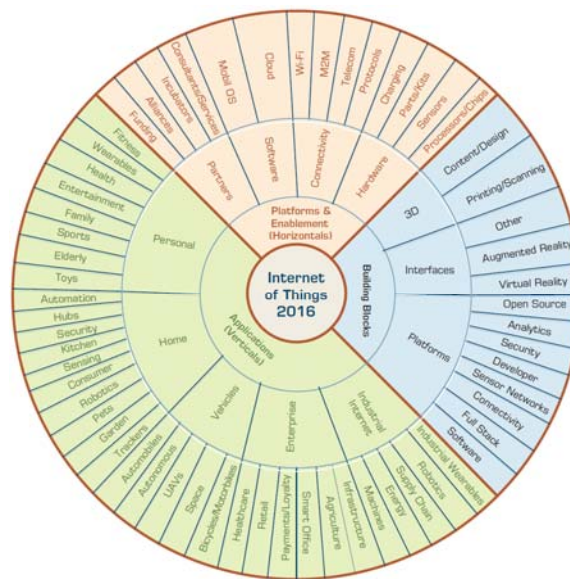 Internet
of Things
2016
Platforms &
Enablement
(Horizontals)
Partners
Software
Connectivity
Hardware
Funding
Alliances
Incubators
Consultants/Services
Mobil OS
Cloud
Wi-Fi
M2M
Telecom
Protocols
Charging
Parts/Kits
Sensors
Processors/Chips
Building Blocks
3D
Interfaces
Platforms
Content/Design
Printing/Scanning
Other
Augmented Reality
Virtual Reality
Open Source
Analytics
Security
Developer
Sensor Networks
Connectivity
Full Stack
Software
Applications
(Verticals)
Personal
Home
Vehicles
Enterprise
Industrial
Internet
Fitness
Wearables
Health
Entertainment
Family
Sports
Elderly
Toys
Automation
Hubs
Security
Kitchen
Sensing
Consumer
Robotics
Pets
Garden
Trackers
Automobiles
Autonomous
UAVs
Space
Bicycles/Motorbikes
Healthcare
Retail
Payments/Loyalty
Smart Office
Agriculture
Infrastructure
Machines
Energy
Supply Chain
Robotics
Industrial Wearables